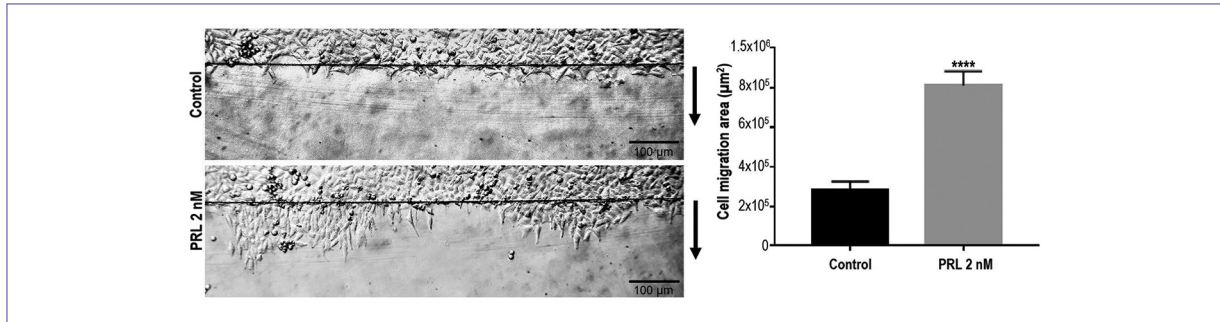 Control
100 µm
PRL 2 nM
100 µm
Cell migration area (µm²)
1.5x10⁶
8x10⁵
6x10⁵
4x10⁵
2x10⁵
0
****
Control
PRL 2 nM